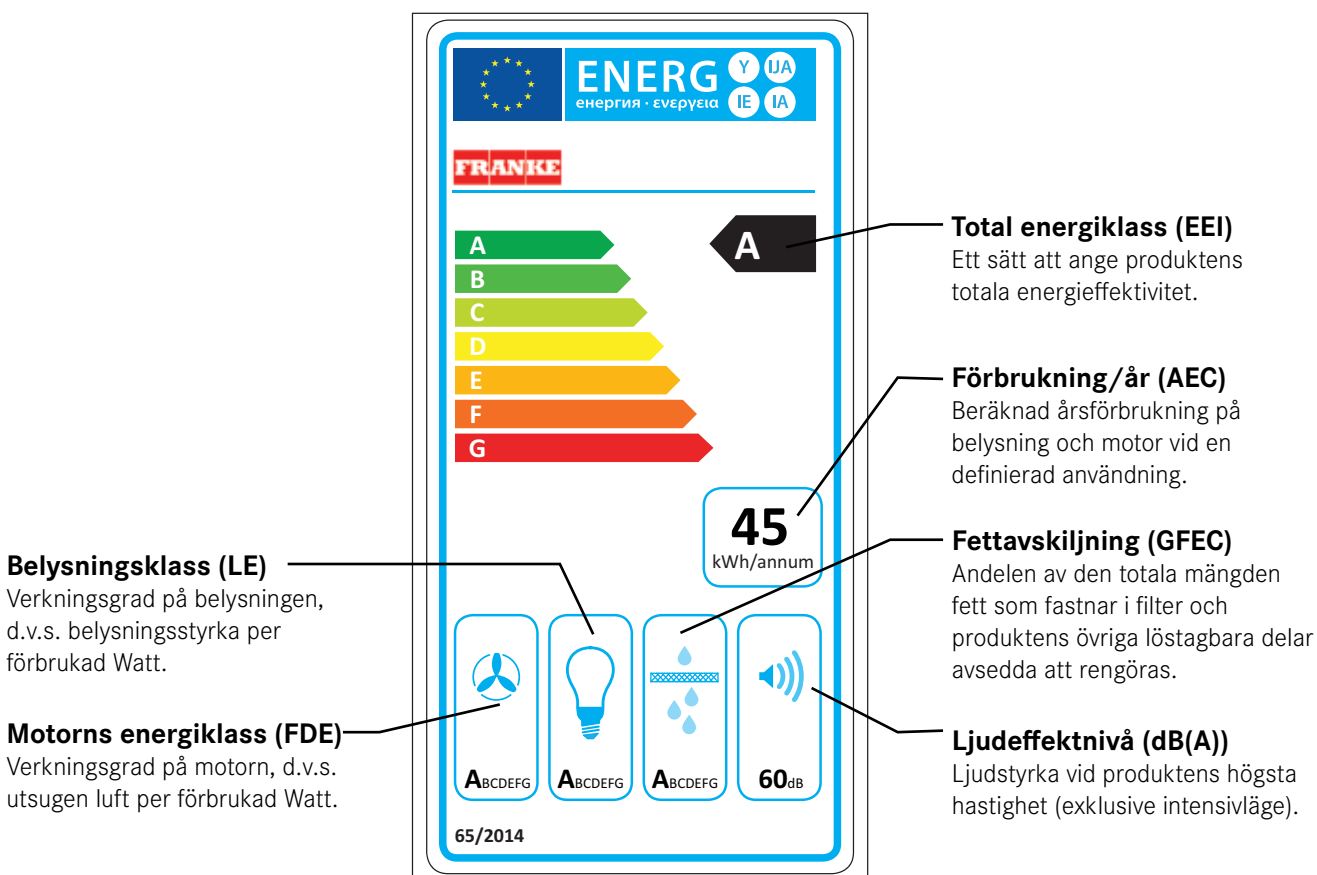 ENERG
енергия · ενεργεια
Y
IJA
IE
IA
FRANKE
A
B
C
D
E
F
G
A
45
kWh/annum
ABCDEFG
ABCDEFG
ABCDEFG
60dB
65/2014
Belysningsklass (LE)
Verkningsgrad på belysningen,
d.v.s. belysningsstyrka per
förbrukad Watt.
Motorns energiklass (FDE)
Verkningsgrad på motorn, d.v.s.
utsugen luft per förbrukad Watt.
Total energiklass (EEI)
Ett sätt att ange produktens
totala energieffektivitet.
Förbrukning/år (AEC)
Beräknad årsförbrukning på
belysning och motor vid en
definierad användning.
Fettavskiljning (GFEC)
Andelen av den totala mängden
fett som fastnar i filter och
produktens övriga löstagbara delar
avsedda att rengöras.
Ljudeffektnivå (dB(A))
Ljudstyrka vid produktens högsta
hastighet (exklusive intensivläge).